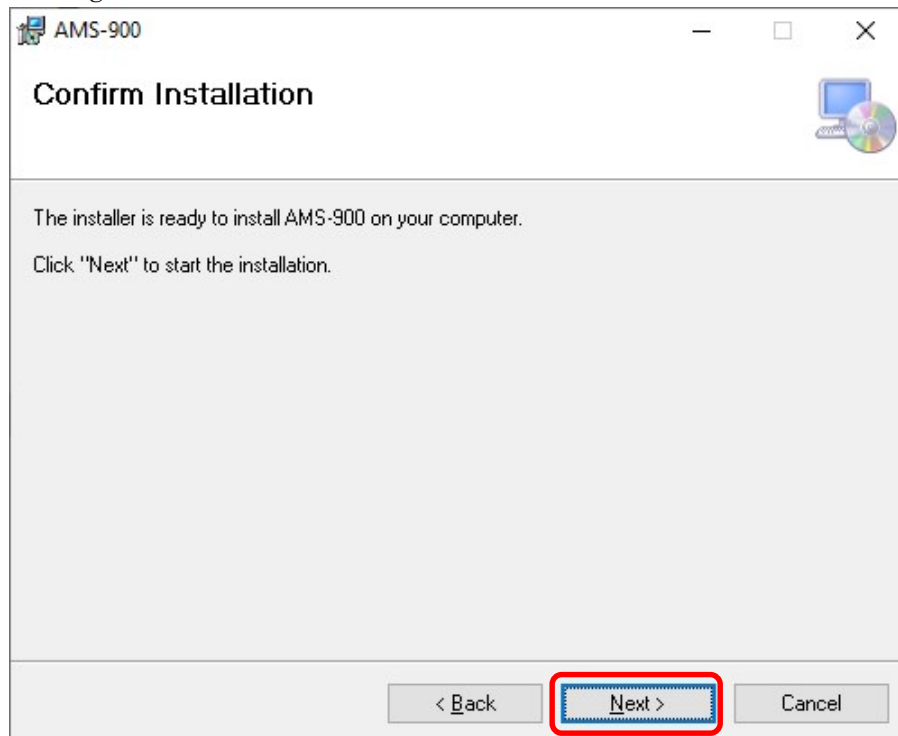 AMS-900
Confirm Installation
The installer is ready to install AMS-900 on your computer.
Click "Next" to start the installation.
< Back
Next >
Cancel